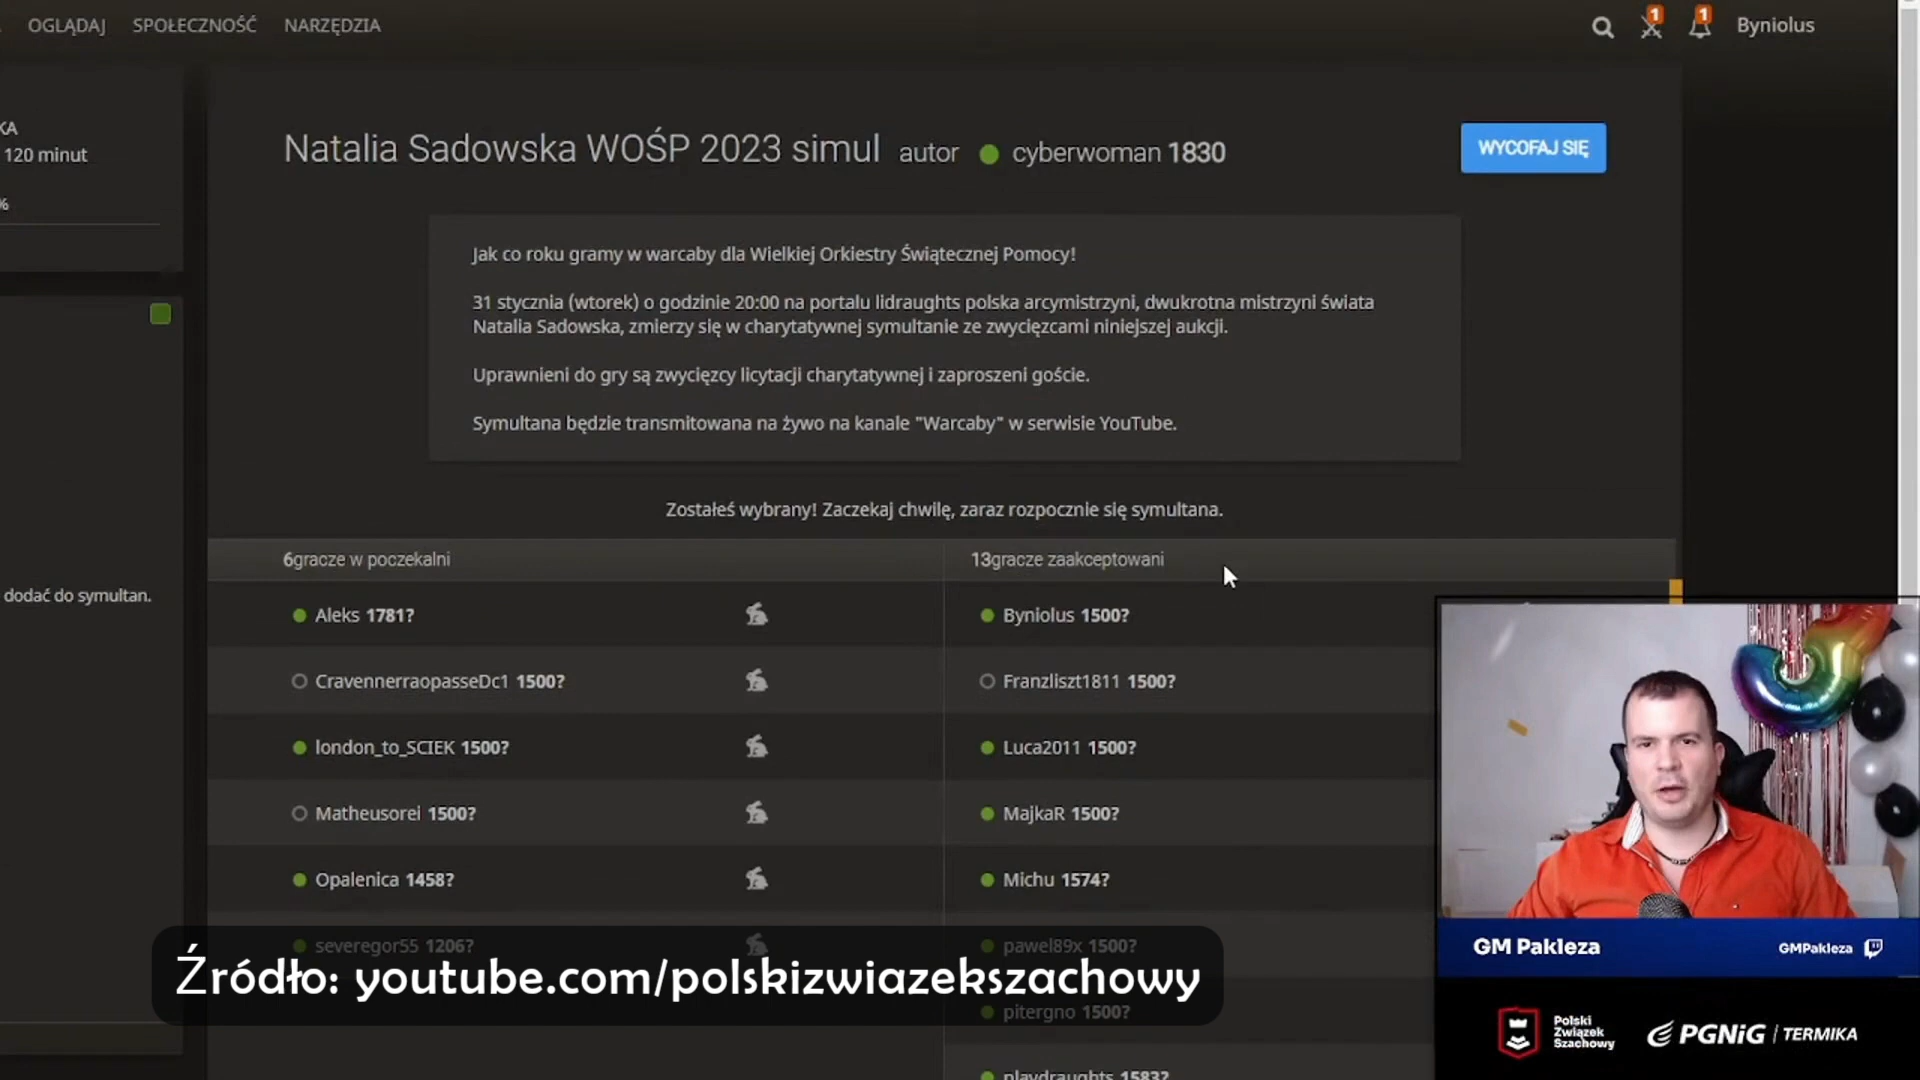 OGLĄDAJ SPOŁECZNOŚĆ NARZĘDZIA
1 1 Byniolus
KA
120 minut
%
Natalia Sadowska WOŚP 2023 simul autor cyberwoman 1830
WYCOFAJ SIĘ
Jak co roku gramy w warcaby dla Wielkiej Orkiestry Świątecznej Pomocy!
31 stycznia (wtorek) o godzinie 20:00 na portalu lidraughts polska arcymistrzyni, dwukrotna mistrzyni świata
Natalia Sadowska, zmierzy się w charytatywnej symultanie ze zwycięzcami niniejszej aukcji.
Uprawnieni do gry są zwycięzcy licytacji charytatywnej i zaproszeni goście.
Symultana będzie transmitowana na żywo na kanale "Warcaby" w serwisie YouTube.
Zostałeś wybrany! Zaczekaj chwilę, zaraz rozpocznie się symultana.
dodać do symultan.
6gracze w poczekalni
Aleks 1781?
CravennerraopasseDc1 1500?
london_to_SCIEK 1500?
Matheusorei 1500?
Opalenica 1458?
severegor55 1206?
13gracze zaakceptowani
Byniolus 1500?
Franzliszt1811 1500?
Luca2011 1500?
MajkaR 1500?
Michu 1574?
pawel89x 1500?
pitergno 1500?
playdraughts 1583?
Źródło: youtube.com/polskizwiazekszachowy
GM Pakleza GMPakleza
Polski
Związek
Szachowy
PGNiG | TERMIKA